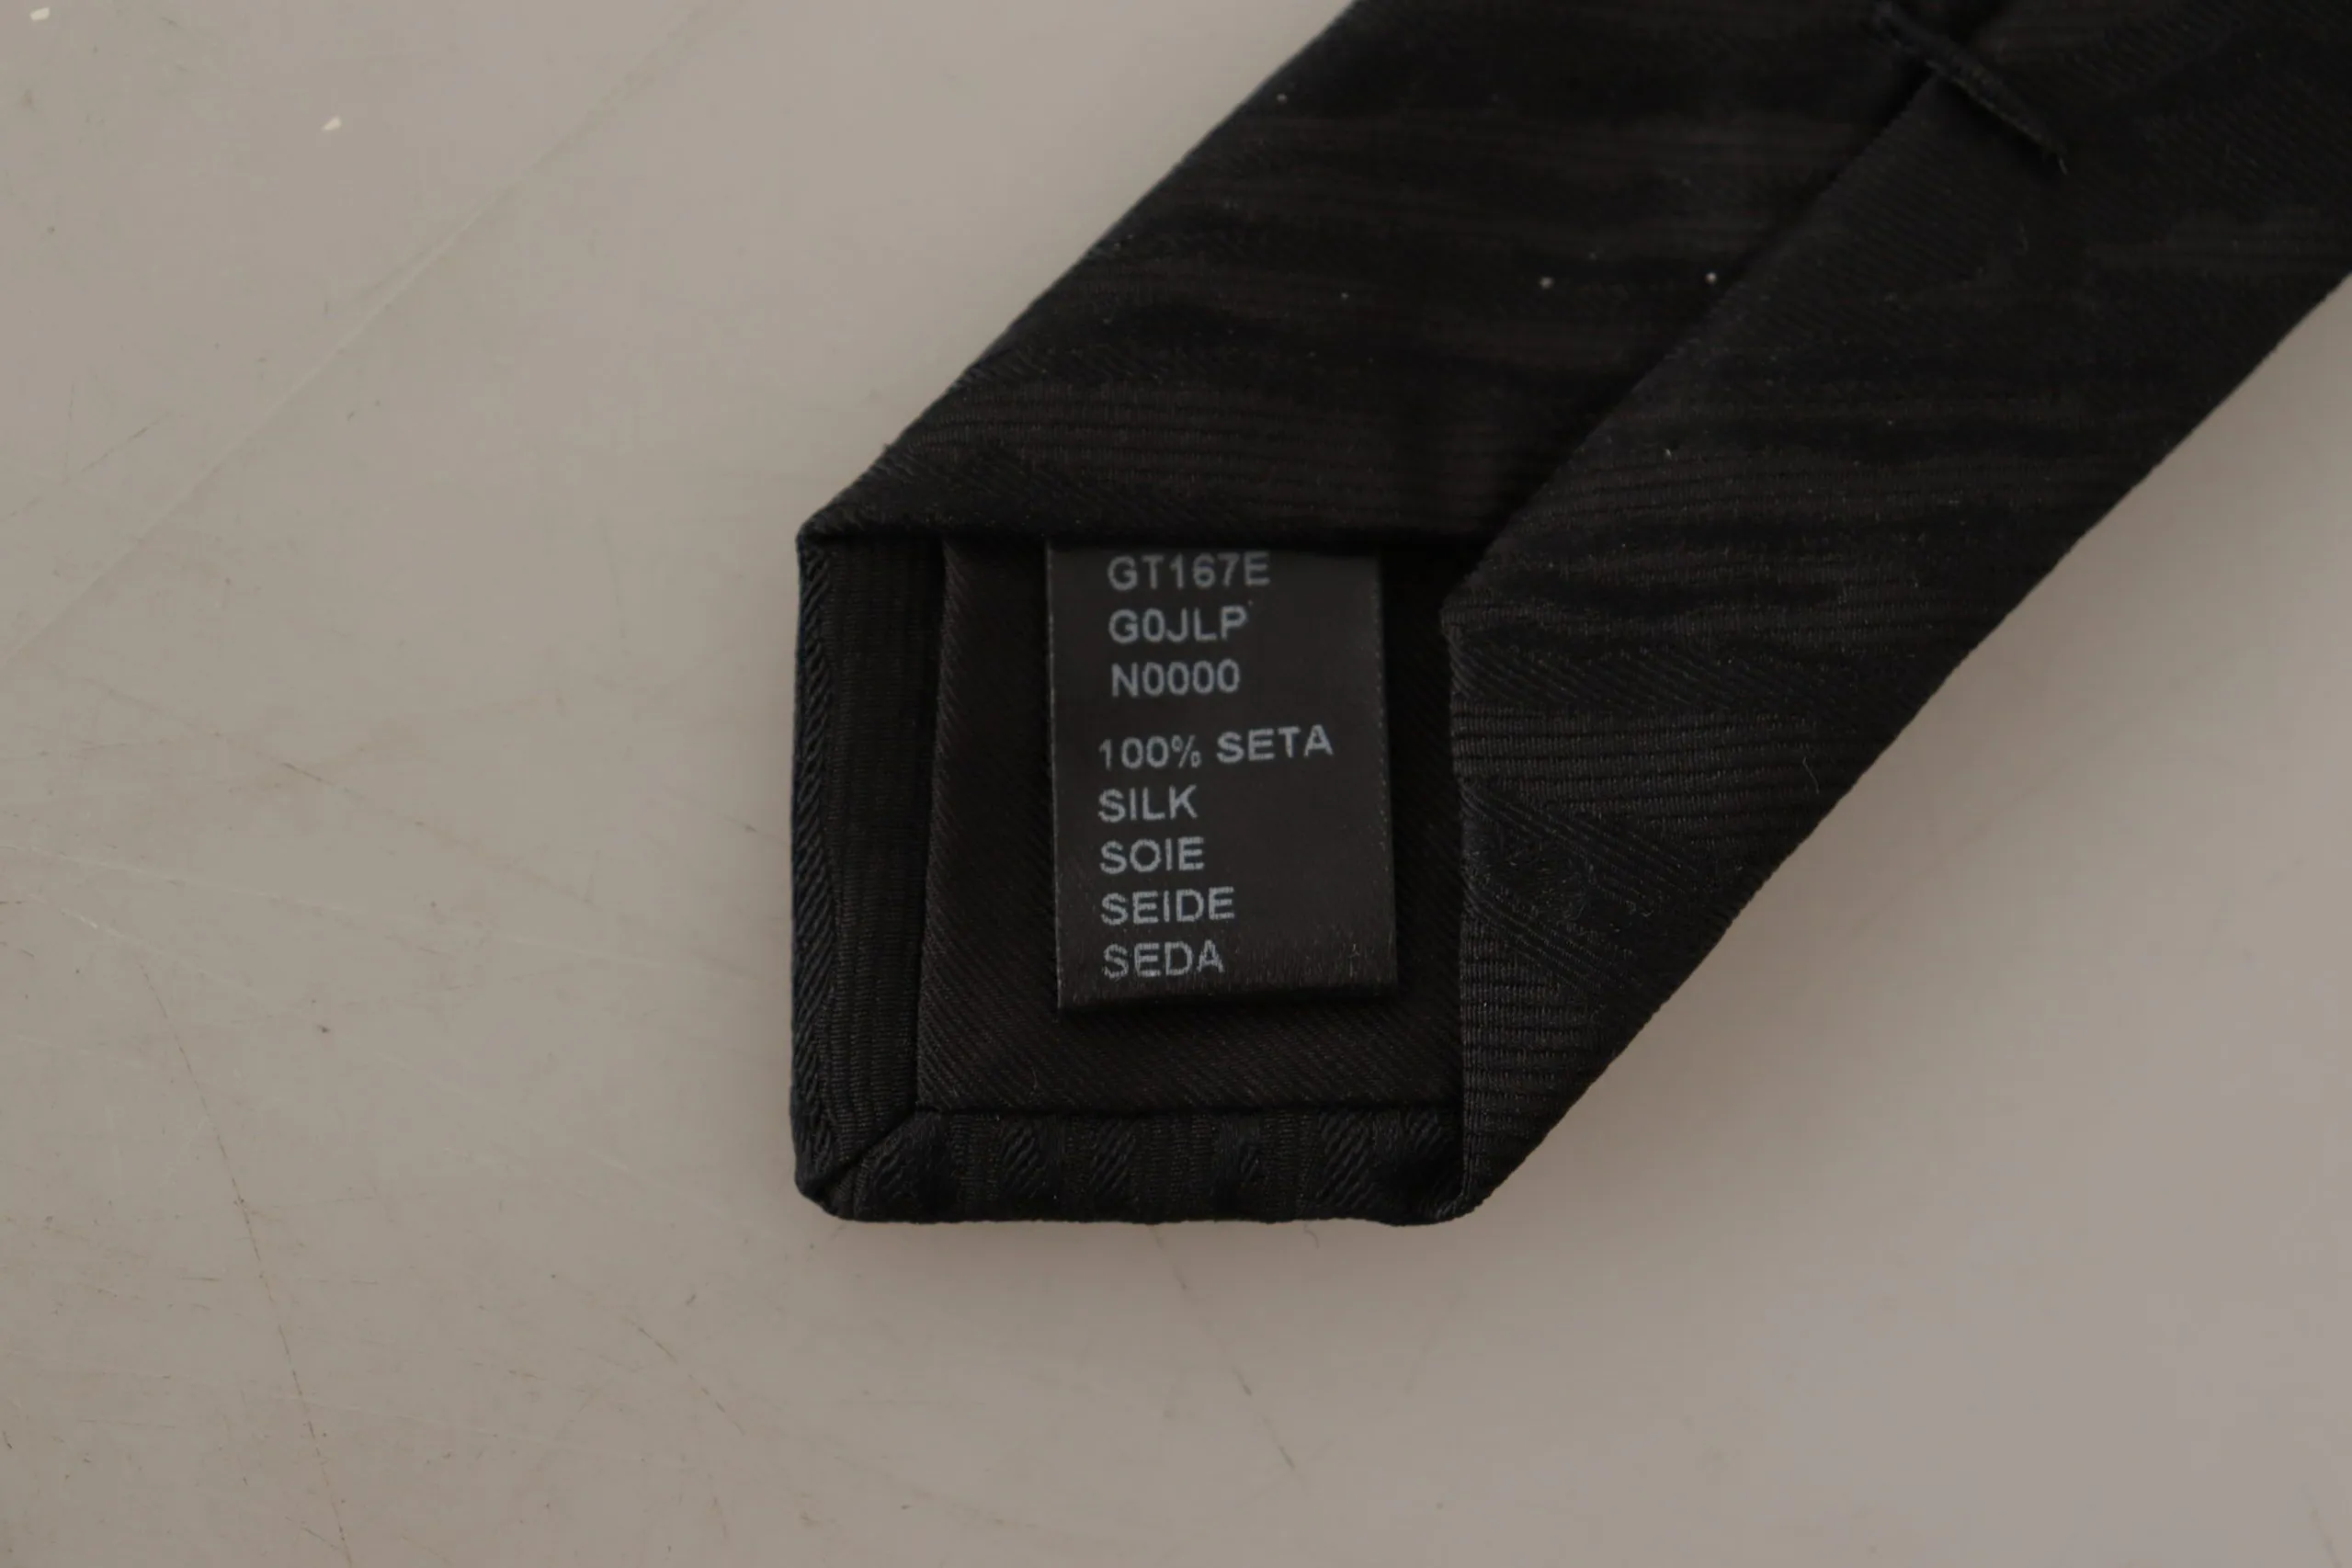 GT167E
G0JLP
N0000
100% SETA
SILK
SOIE
SEIDE
SEDA